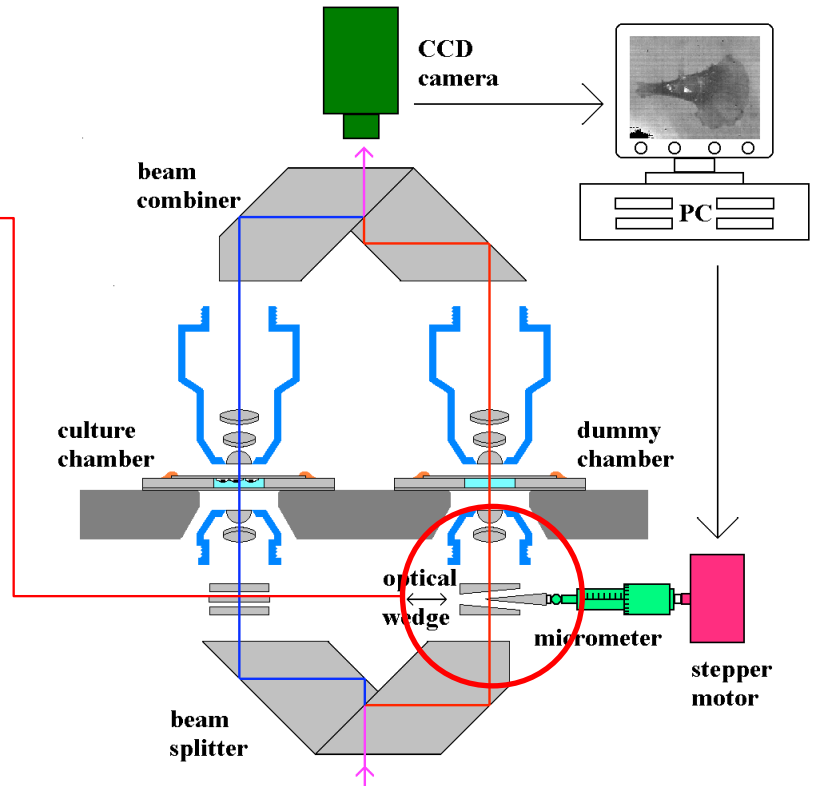 CCD
camera
beam
combiner
PC
culture
chamber
dummy
chamber
optical
wedge
micrometer
stepper
motor
beam
splitter